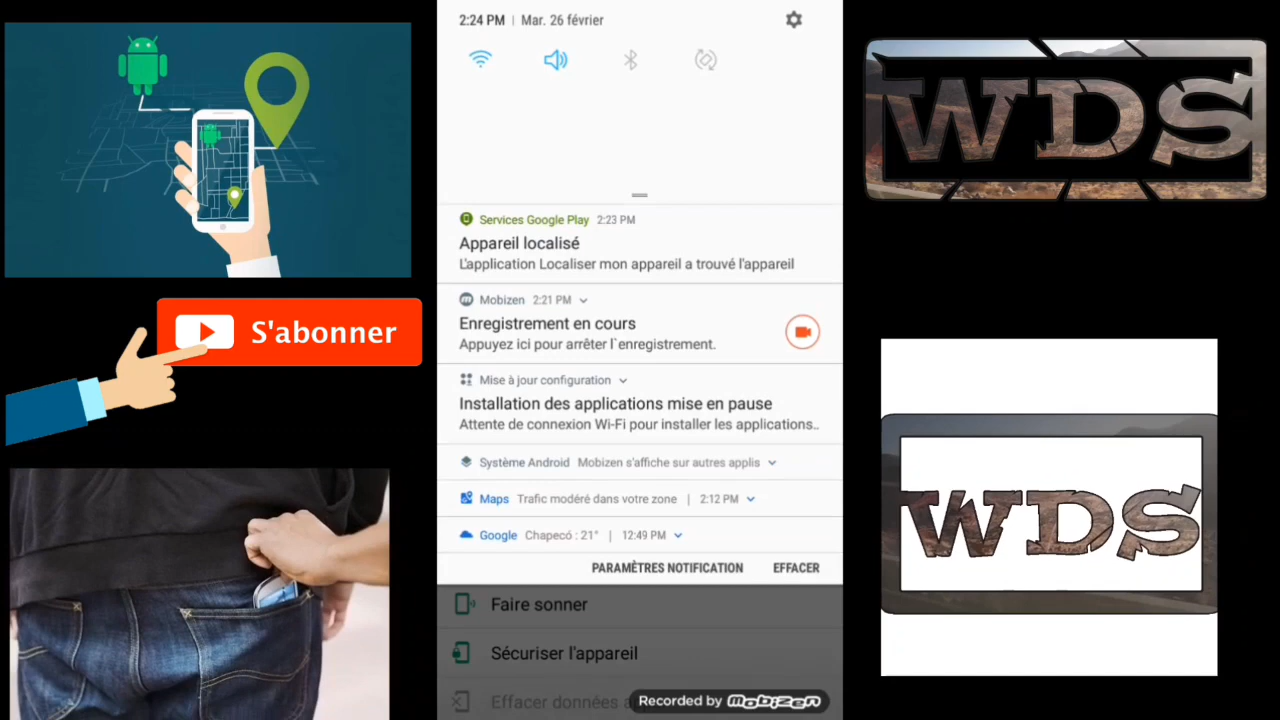 S'abonner
2:24 PM | Mar. 26 février
Services Google Play 2:23 PM
Appareil localisé
L'application Localiser mon appareil a trouvé l'appareil
Mobizen 2:21 PM
Enregistrement en cours
Appuyez ici pour arrêter l`enregistrement.
Mise à jour configuration
Installation des applications mise en pause
Attente de connexion Wi-Fi pour installer les applications..
Système Android Mobizen s'affiche sur autres applis
Maps Trafic modéré dans votre zone | 2:12 PM
Google Chapecó : 21° | 12:49 PM
PARAMÈTRES NOTIFICATION EFFACER
Faire sonner
Sécuriser l'appareil
Effacer données
Recorded by mobizen
WDS
WDS